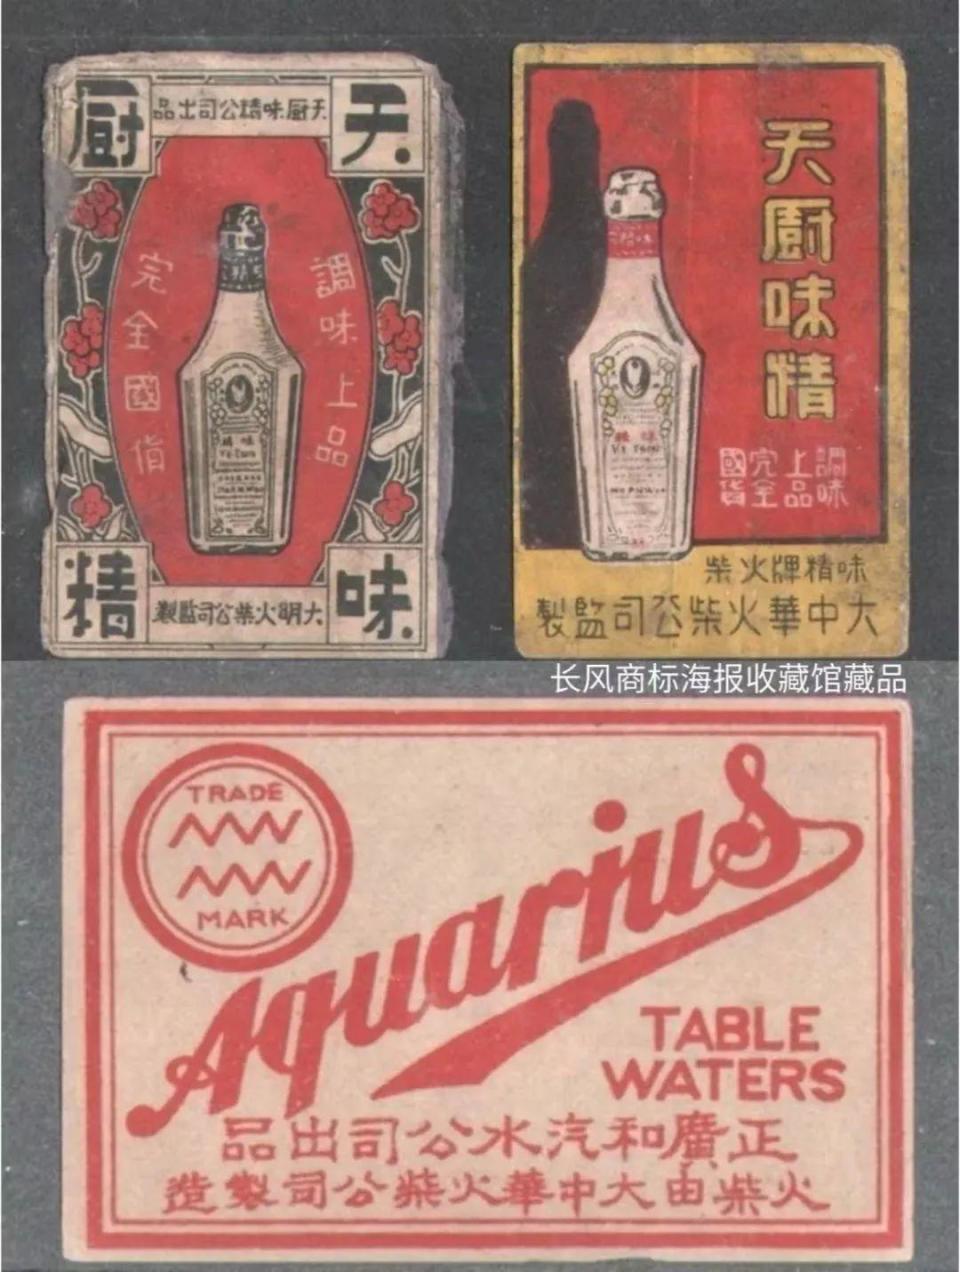 天厨
天厨味精公司出品
調味上品
完全國貨
味精
大明火柴公司監製
天廚味精
調味
上品
完全
國貨
味精
味精牌火柴
大中華火柴公司監製
长风商标海报收藏馆藏品
TRADE
MARK
Aquarius
TABLE
WATERS
正廣和汽水公司出品
火柴由大中華火柴公司製造